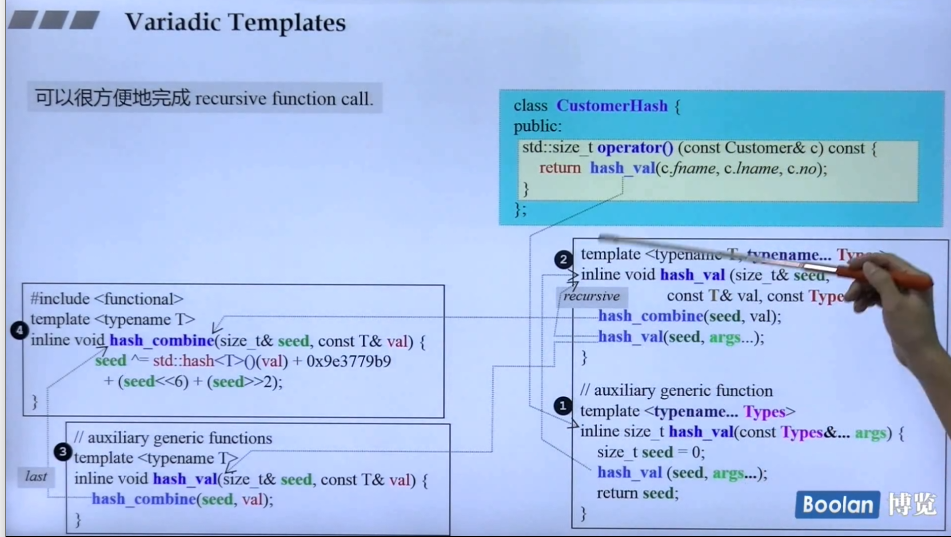 Variadic Templates
可以很方便地完成 recursive function call.
class CustomerHash {
public:
std::size_t operator() (const Customer& c) const {
return hash_val(c.fname, c.lname, c.no);
}
};
2
template <typename T, typename... Types>
inline void hash_val (size_t& seed,
recursive
const T& val, const Type
hash_combine(seed, val);
hash_val(seed, args...);
}
1
// auxiliary generic function
template <typename... Types>
inline size_t hash_val(const Types&... args) {
size_t seed = 0;
hash_val (seed, args...);
return seed;
}
4
#include <functional>
template <typename T>
inline void hash_combine(size_t& seed, const T& val) {
seed ^= std::hash<T>()(val) + 0x9e3779b9
+ (seed<<6) + (seed>>2);
}
3
// auxiliary generic functions
template <typename T>
last
inline void hash_val(size_t& seed, const T& val) {
hash_combine(seed, val);
}
Boolan 博览